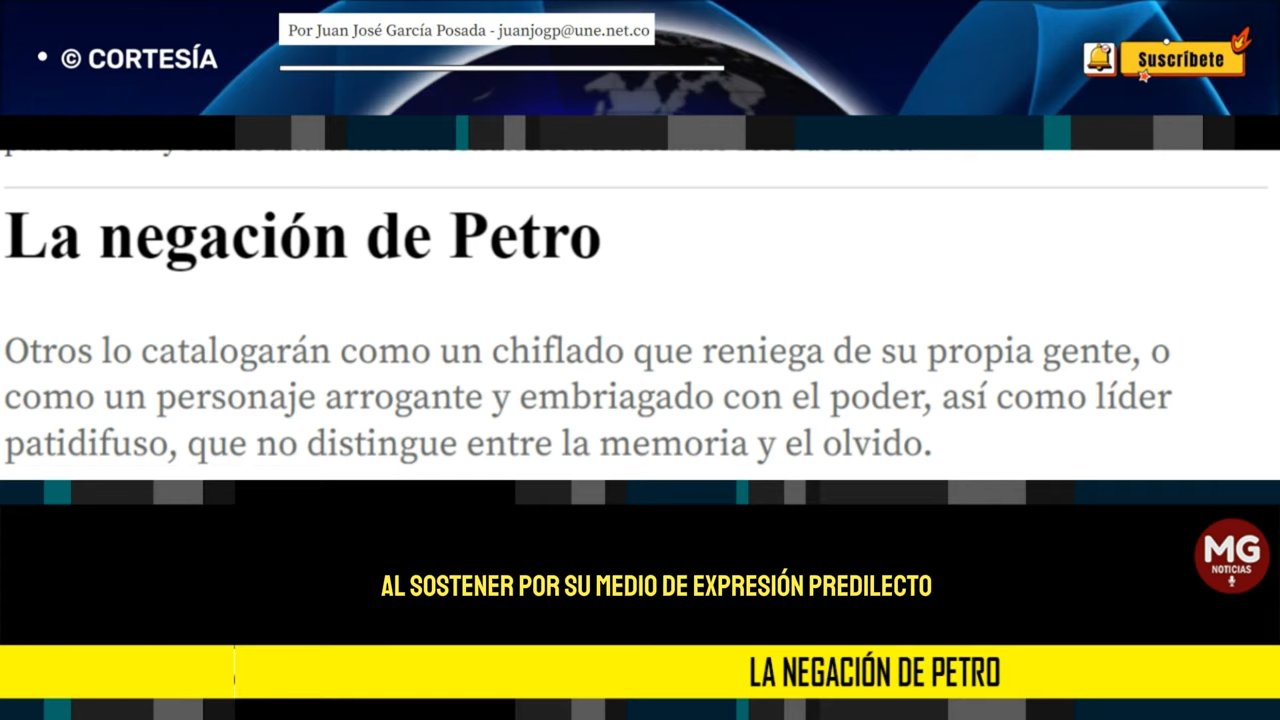 Por Juan José García Posada - juanjogp@une.net.co
• © CORTESÍA
Suscríbete
La negación de Petro
Otros lo catalogarán como un chiflado que reniega de su propia gente, o
como un personaje arrogante y embriagado con el poder, así como líder
patidifuso, que no distingue entre la memoria y el olvido.
MG
NOTICIAS
AL SOSTENER POR SU MEDIO DE EXPRESIÓN PREDILECTO
LA NEGACIÓN DE PETRO